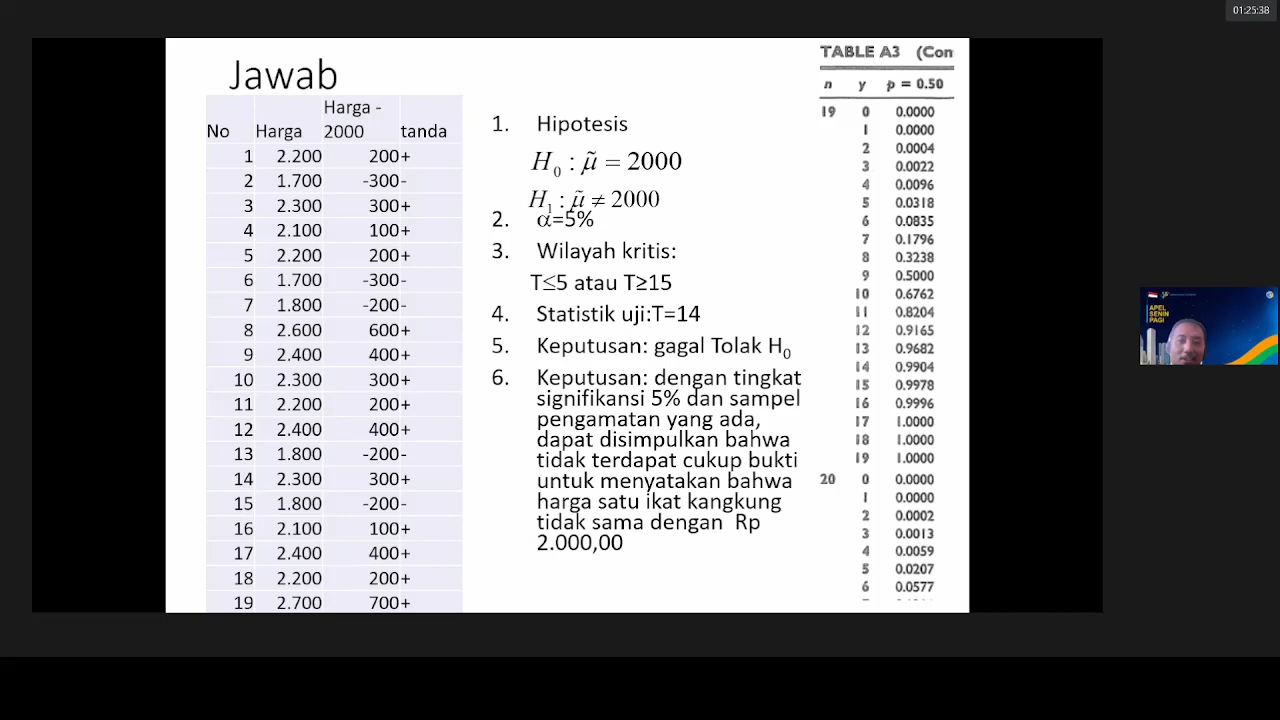 01:25:38
Jawab
No Harga Harga - 2000 tanda
1 2.200 200 +
2 1.700 -300 -
3 2.300 300 +
4 2.100 100 +
5 2.200 200 +
6 1.700 -300 -
7 1.800 -200 -
8 2.600 600 +
9 2.400 400 +
10 2.300 300 +
11 2.200 200 +
12 2.400 400 +
13 1.800 -200 -
14 2.300 300 +
15 1.800 -200 -
16 2.100 100 +
17 2.400 400 +
18 2.200 200 +
19 2.700 700 +
1. Hipotesis
H₀ : μ̃ = 2000
H₁ : μ̃ ≠ 2000
2. α=5%
3. Wilayah kritis:
T≤5 atau T≥15
4. Statistik uji:T=14
5. Keputusan: gagal Tolak H₀
6. Keputusan: dengan tingkat
signifikansi 5% dan sampel
pengamatan yang ada,
dapat disimpulkan bahwa
tidak terdapat cukup bukti
untuk menyatakan bahwa
harga satu ikat kangkung
tidak sama dengan Rp
2.000,00
TABLE A3 (Con
n y p = 0.50
19 0 0.0000
1 0.0000
2 0.0004
3 0.0022
4 0.0096
5 0.0318
6 0.0835
7 0.1796
8 0.3238
9 0.5000
10 0.6762
11 0.8204
12 0.9165
13 0.9682
14 0.9904
15 0.9978
16 0.9996
17 1.0000
18 1.0000
19 1.0000
20 0 0.0000
1 0.0000
2 0.0002
3 0.0013
4 0.0059
5 0.0207
6 0.0577
APEL
SENIN
PAGI